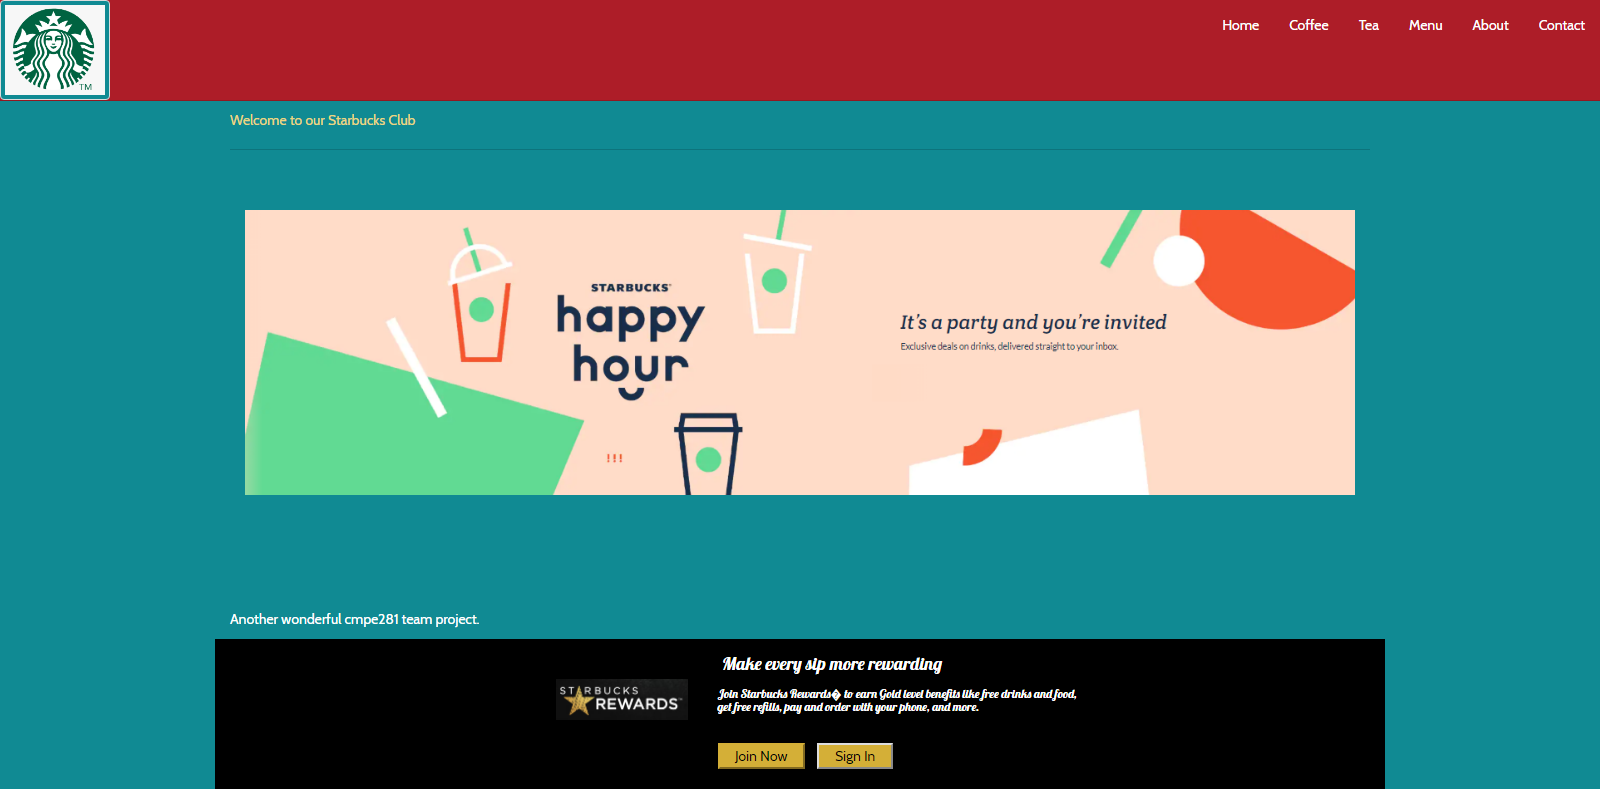 TM
Home Coffee Tea Menu About Contact
Welcome to our Starbucks Club
STARBUCKS
happy
hour
It's a party and you're invited
Exclusive deals on drinks, delivered straight to your inbox.
!!!
Another wonderful cmpe281 team project.
Make every sip more rewarding
STARBUCKS
REWARDS™
Join Starbucks Rewards� to earn Gold level benefits like free drinks and food,
get free refills, pay and order with your phone, and more.
Join Now Sign In